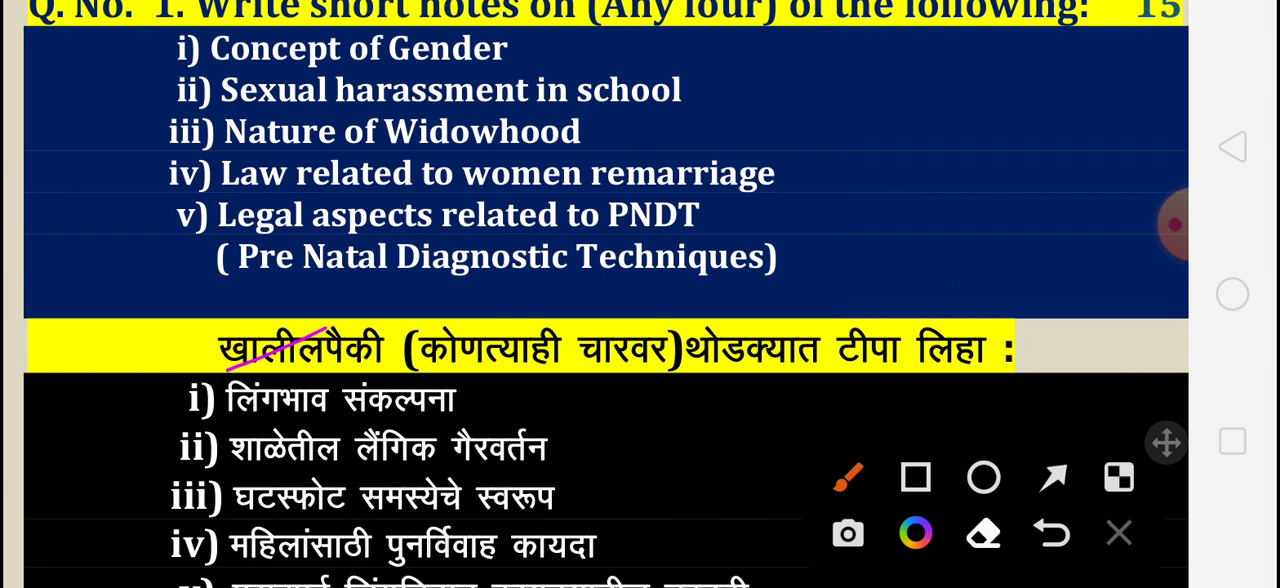 Q. No. 1. Write short notes on (Any four) of the following: 15
i) Concept of Gender
ii) Sexual harassment in school
iii) Nature of Widowhood
iv) Law related to women remarriage
v) Legal aspects related to PNDT
( Pre Natal Diagnostic Techniques)
खालीलपैकी (कोणत्याही चारवर)थोडक्यात टीपा लिहा :
i) लिंगभाव संकल्पना
ii) शाळेतील लैंगिक गैरवर्तन
iii) घटस्फोट समस्येचे स्वरूप
iv) महिलांसाठी पुनर्विवाह कायदा